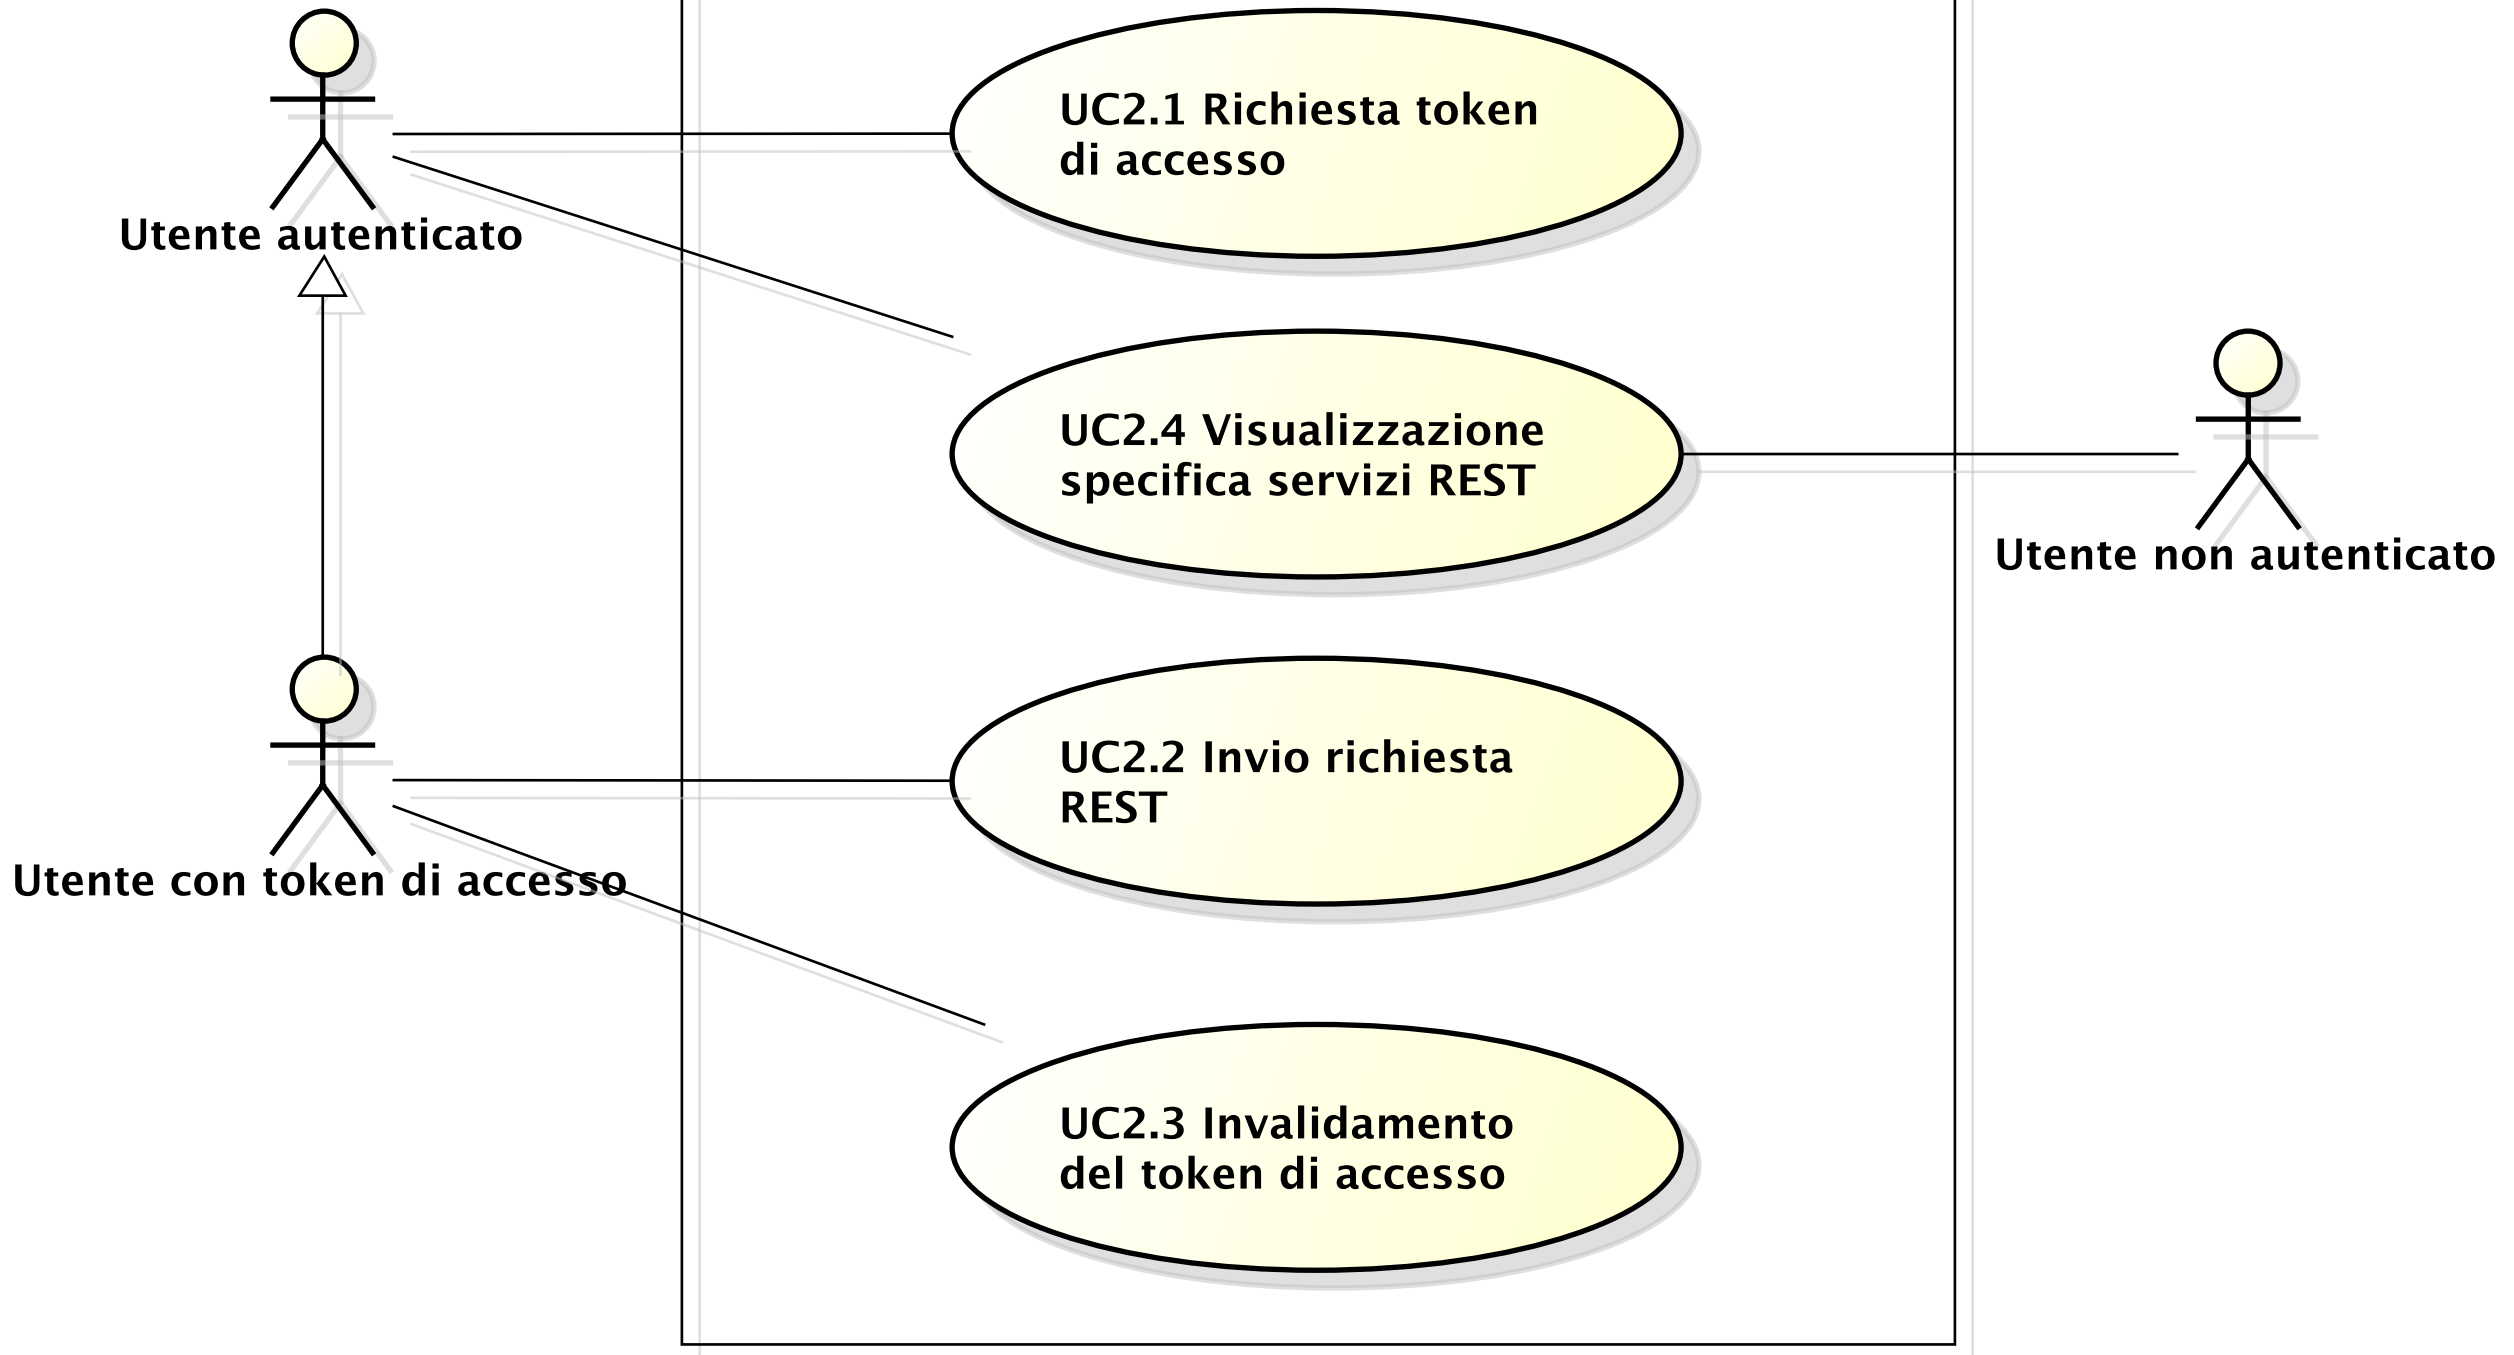 UC2.1 Richiesta token
di accesso
Utente autenticato
UC2.4 Visualizzazione
specifica servizi REST
Utente non autenticato
UC2.2 Invio richiesta
REST
Utente con token di accesso
UC2.3 Invalidamento
del token di accesso